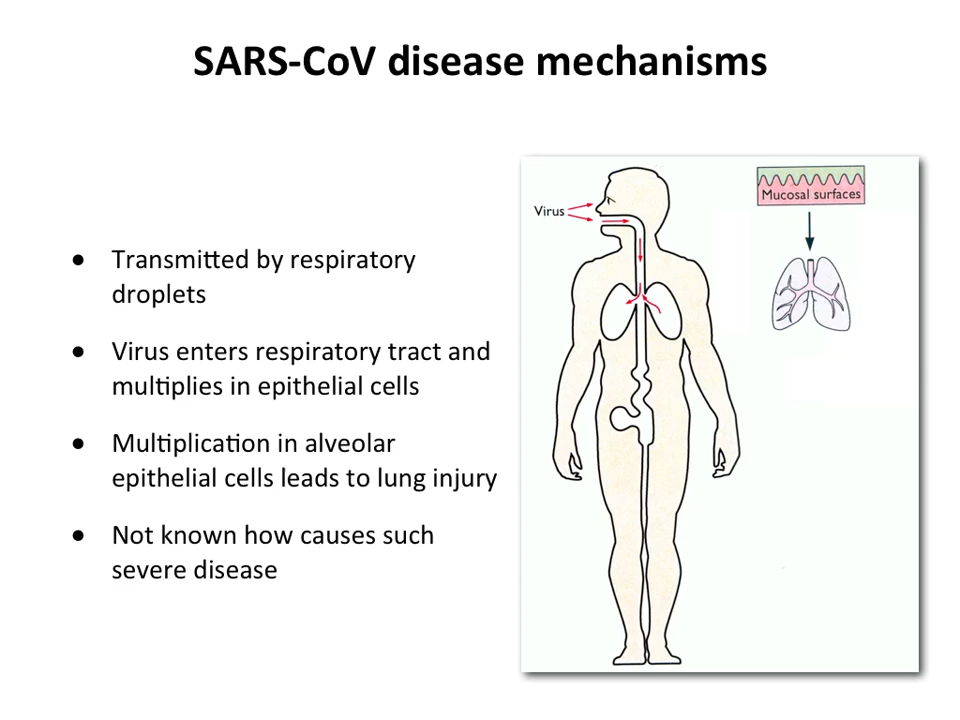 SARS-CoV disease mechanisms
• Transmitted by respiratory
droplets
• Virus enters respiratory tract and
multiplies in epithelial cells
• Multiplication in alveolar
epithelial cells leads to lung injury
• Not known how causes such
severe disease
Virus
Mucosal surfaces